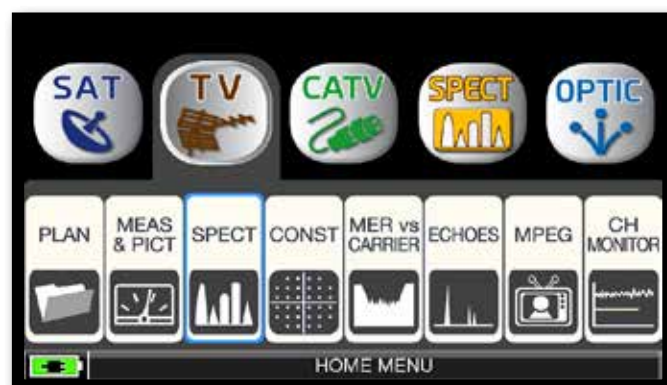 SAT
TV
CATV
SPECT
OPTIC
PLAN
MEAS
& PICT
SPECT
CONST
MER vs
CARRIER
ECHOES
MPEG
CH
MONITOR
HOME MENU